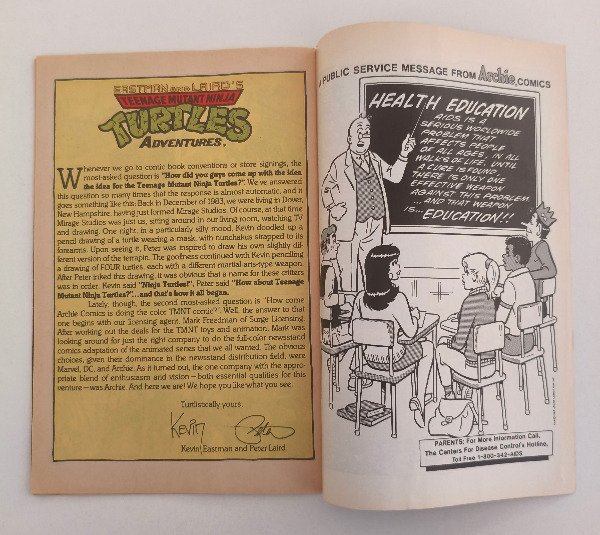 EASTMAN AND LAIRD'S
TEENAGE MUTANT NINJA
TURTLES
ADVENTURES.
Whenever we go to comic book conventions or store signings, the
most-asked question is "How did you guys come up with the idea
the idea for the Teenage Mutant Ninja Turtles?". We've answered
this question so many times that the response is almost automatic, and it
goes something like this: Back in December of 1983, we were living in Dover,
New Hampshire, having just formed Mirage Studios. Of course, at that time
Mirage Studios was just us, sitting around in our living room, watching TV
and drawing. One night, in a particularly silly mood, Kevin doodled up a
pencil drawing of a turtle wearing a mask, with nunchakus strapped to its
forearms. Upon seeing it, Peter was inspired to draw his own slightly dif-
ferent version of the terrapin. The goofiness continued with Kevin pencilling
a drawing of FOUR turtles, each with a different martial arts-type weapon.
After Peter inked this drawing, it was obvious that a name for these critters
was in order. Kevin said "Ninja Turtles", Peter said "How about Teenage
Mutant Ninja Turtles?"...and that's how it all began.
Lately, though, the second most-asked question is "How come
Archie Comics is doing the color 'TMNT comic'?". Well, the answer to that
one begins with our licensing agent, Mark Freedman of Surge Licensing.
After working out the deals for the TMNT toys and animation, Mark was
looking around for just the right company to do the full-color newsstand
comics adaptation of the animated series that we all wanted. The obvious
choices, given their dominance in the newsstand distribution field, were
Marvel, DC, and Archie. As it turned out, the one company with the appro-
priate blend of enthusiasm and vision—both essential qualities for this
venture—was Archie. And here we are! We hope you like what you see.
Turtlistically yours,
Kevin
Peter
Kevin Eastman and Peter Laird
A PUBLIC SERVICE MESSAGE FROM Archie COMICS
HEALTH EDUCATION
AIDS IS A
SERIOUS WORLDWIDE
PROBLEM THAT
AFFECTS PEOPLE
OF ALL AGES, IN ALL
WALKS OF LIFE. UNTIL
A CURE IS FOUND,
THERE IS ONLY ONE
EFFECTIVE WEAPON
AGAINST THIS PROBLEM
...AND THAT WEAPON
IS...EDUCATION!!
PARENTS: For More Information Call,
The Centers For Disease Control's Hotline,
Toll Free 1-800-342-AIDS